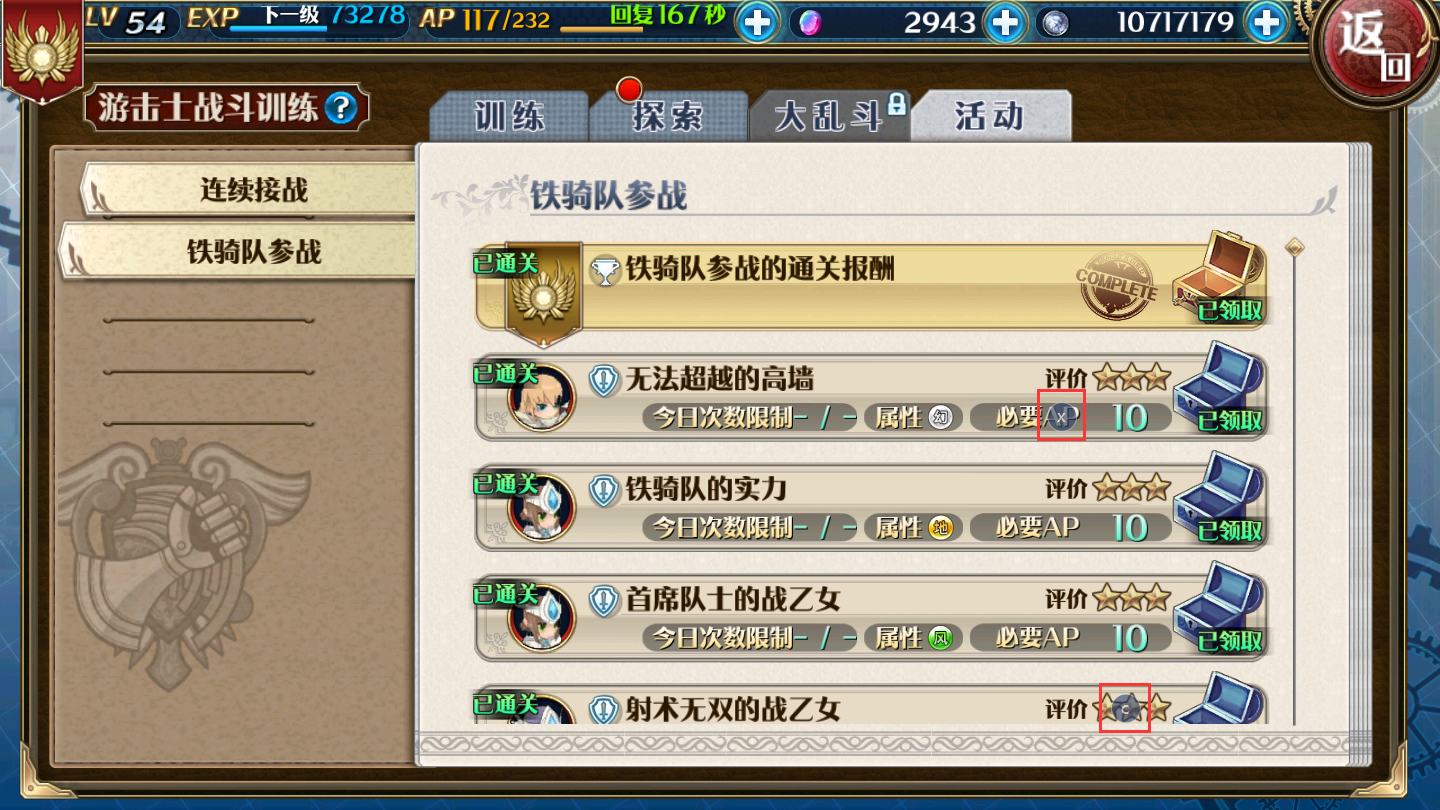 LV 54 EXP 下一级 73278 AP 117/232 回复167秒 2943 10717179 返回
游击士战斗训练 ?
训练 探索 大乱斗 活动
连续接战
铁骑队参战
铁骑队参战
已通关 铁骑队参战的通关报酬 COMPLETE 已领取
已通关 无法超越的高墙 评价
今日次数限制 - / - 属性 幻 必要AP 10 已领取
X
已通关 铁骑队的实力 评价
今日次数限制 - / - 属性 地 必要AP 10 已领取
已通关 首席队士的战乙女 评价
今日次数限制 - / - 属性 风 必要AP 10 已领取
已通关 射术无双的战乙女 评价
C